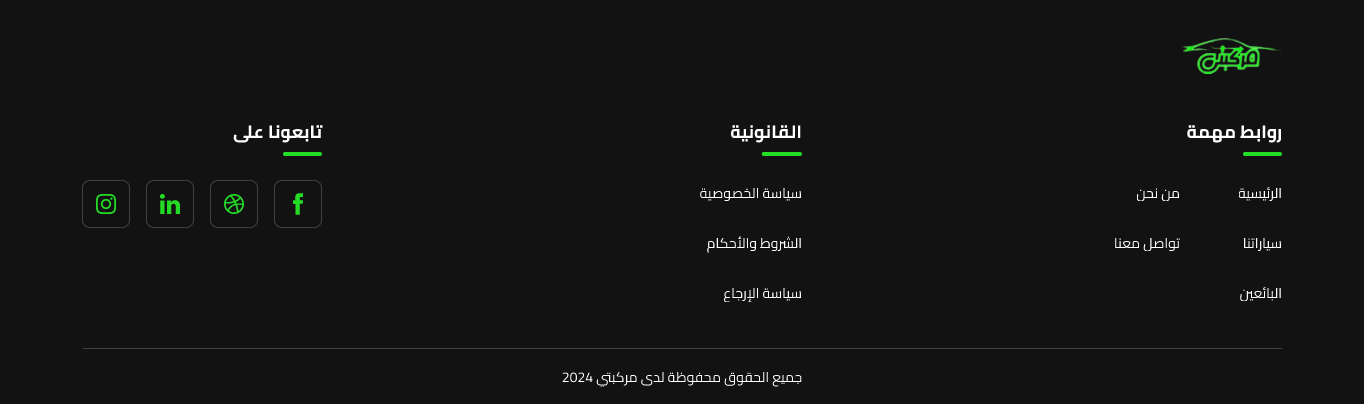 مركبتي
روابط مهمة
الرئيسية
من نحن
سياراتنا
تواصل معنا
البائعين
القانونية
سياسة الخصوصية
الشروط والأحكام
سياسة الإرجاع
تابعونا على
جميع الحقوق محفوظة لدى مركبتي 2024